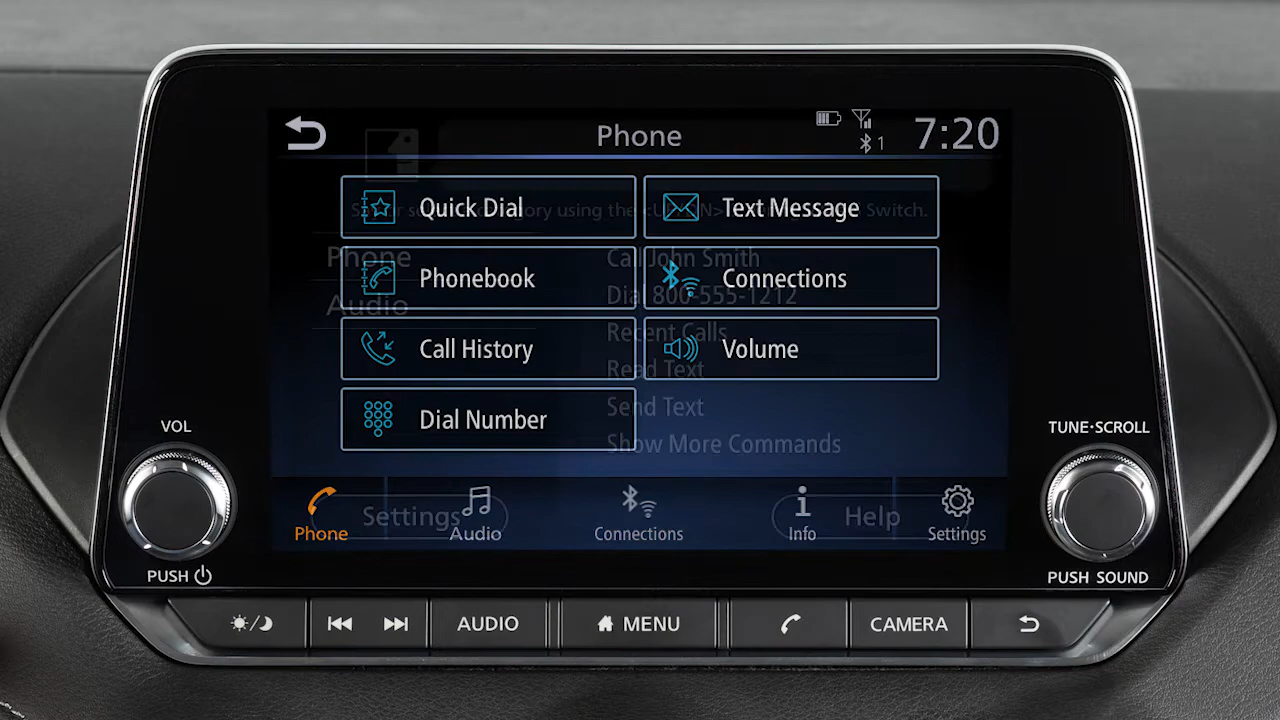 Phone
1
7:20
Quick Dial
Text Message
Phone
Call John Smith
Phonebook
Connections
Dial 800-555-1212
Audio
Recent Calls
Call History
Volume
Read Text
Send Text
Dial Number
Show More Commands
Settings
Help
Phone
Audio
Connections
Info
Settings
VOL
TUNE·SCROLL
PUSH
PUSH SOUND
AUDIO
MENU
CAMERA